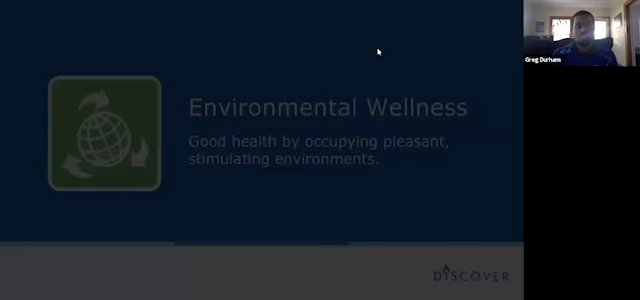 Environmental Wellness
Good health by occupying pleasant,
stimulating environments.
DISCOVER
Greg Durham